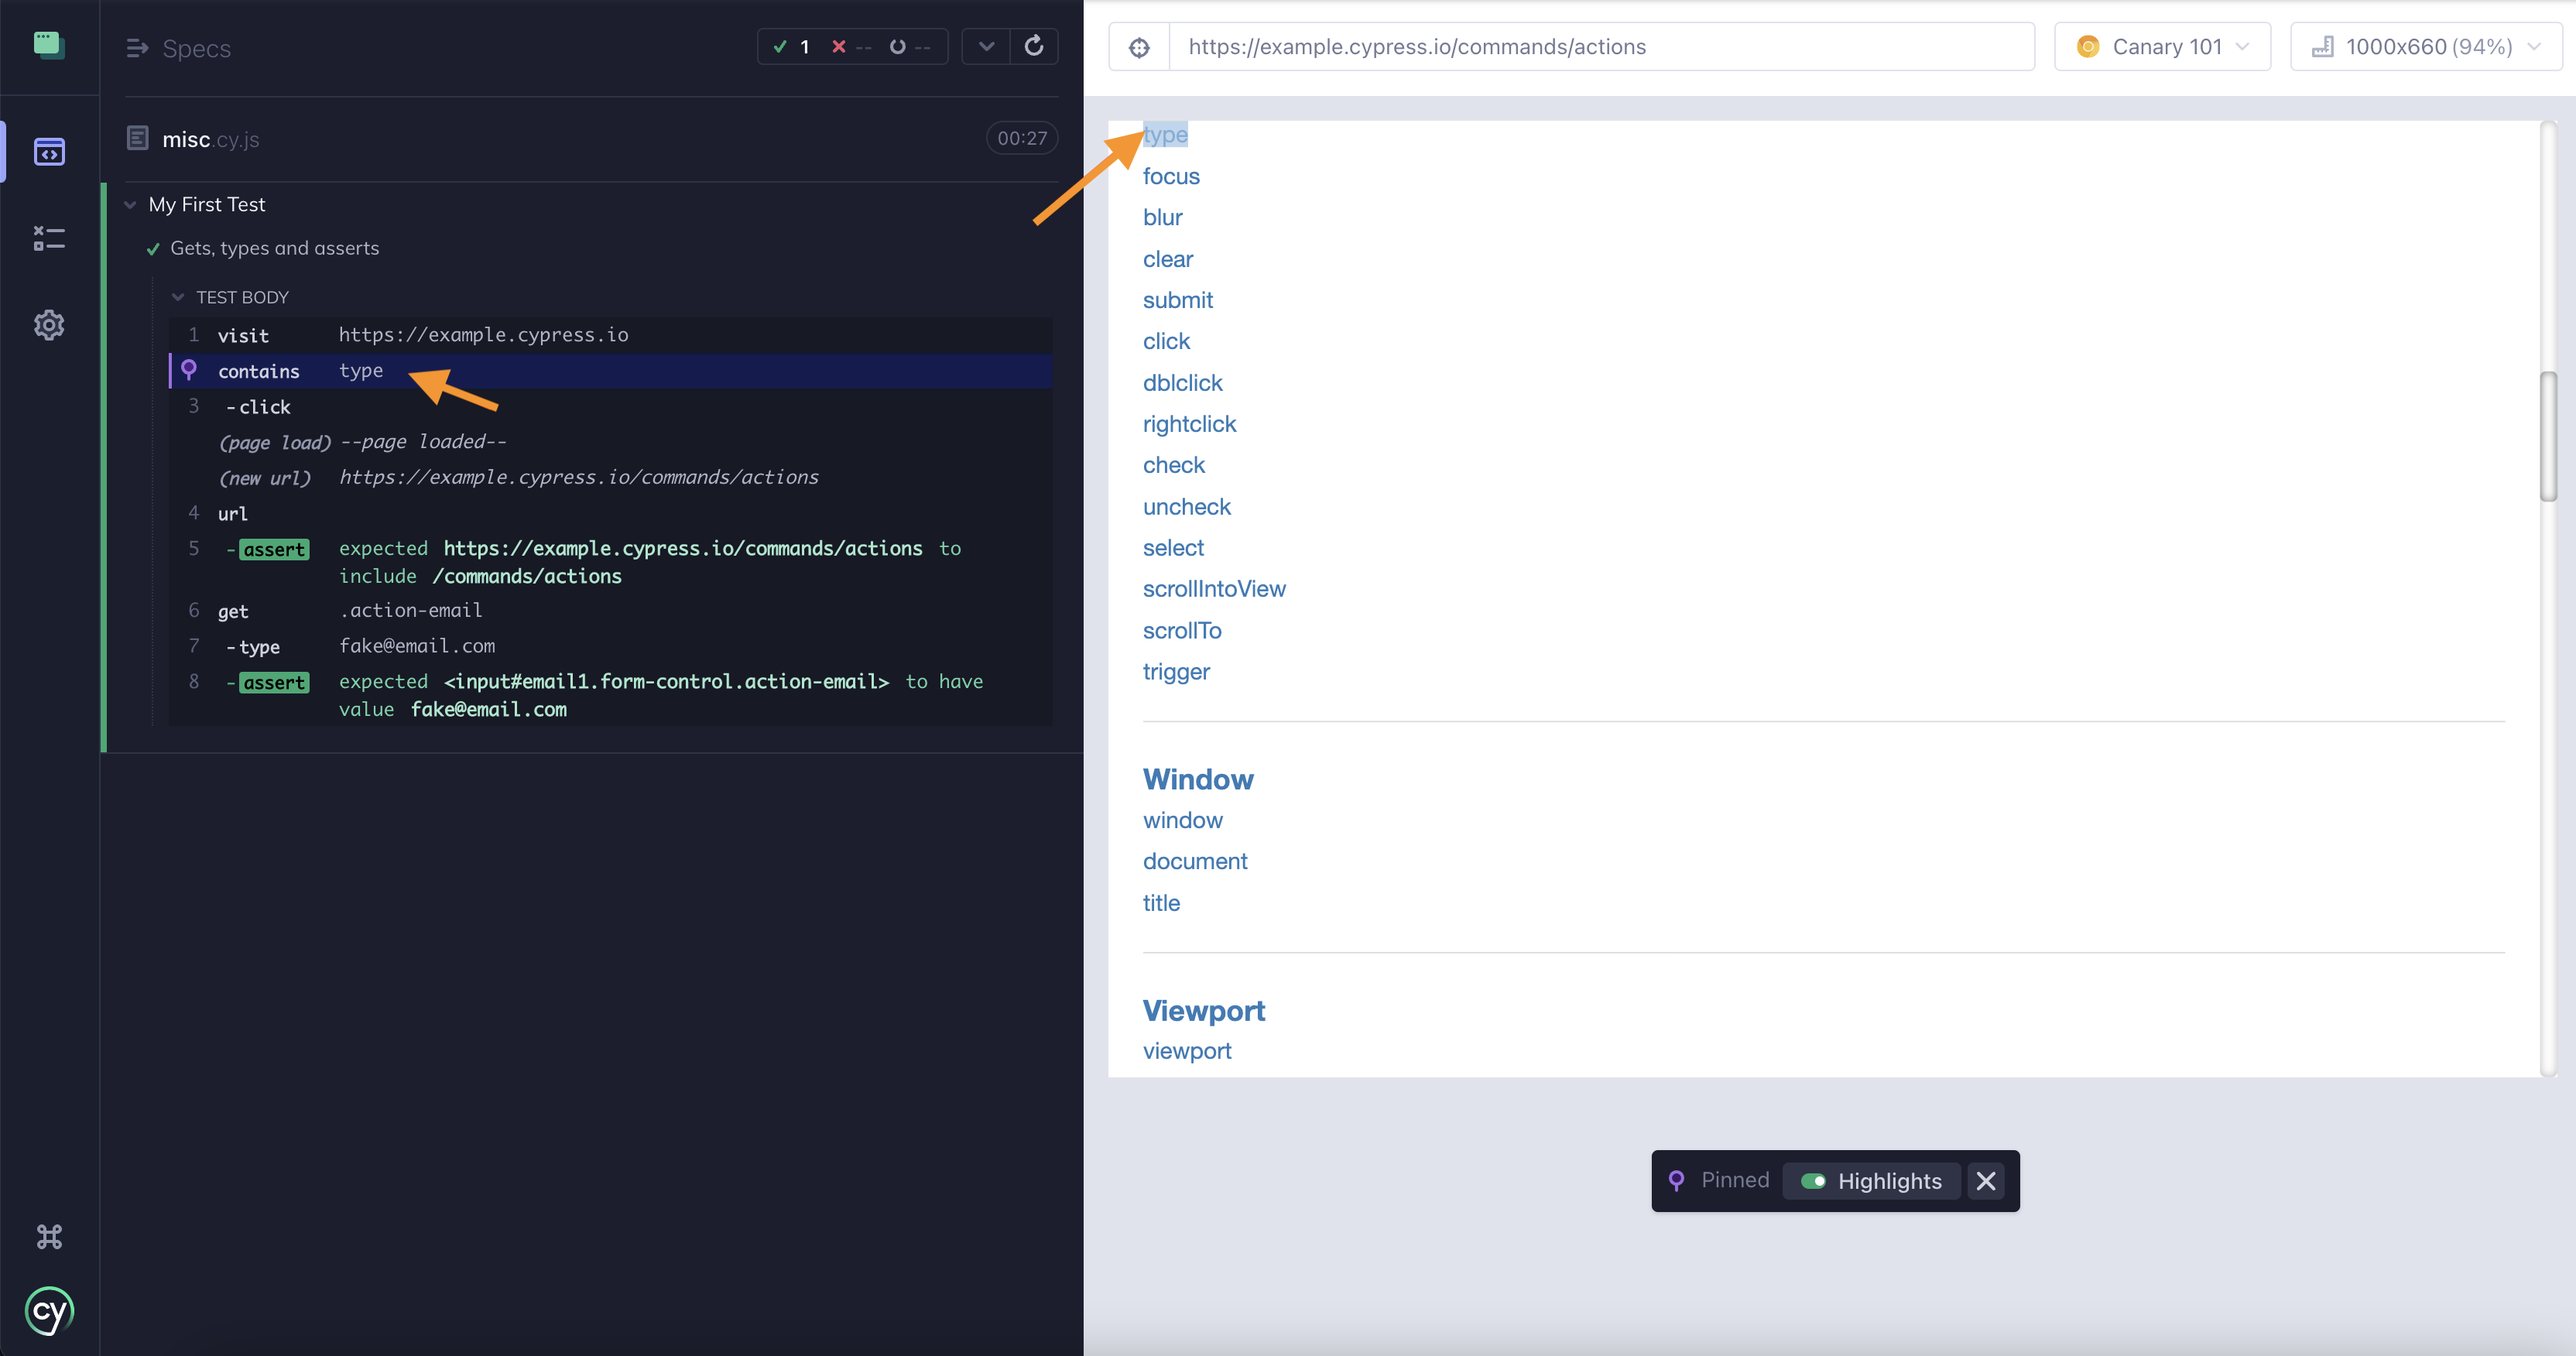 Specs
1 -- --
misc.cy.js 00:27
My First Test
Gets, types and asserts
TEST BODY
1 visit https://example.cypress.io
contains type
3 -click
(page load) --page loaded--
(new url) https://example.cypress.io/commands/actions
4 url
5 -assert expected https://example.cypress.io/commands/actions to
include /commands/actions
6 get .action-email
7 -type fake@email.com
8 -assert expected <input#email1.form-control.action-email> to have
value fake@email.com
cy
https://example.cypress.io/commands/actions
Canary 101
1000x660 (94%)
type
focus
blur
clear
submit
click
dblclick
rightclick
check
uncheck
select
scrollIntoView
scrollTo
trigger
Window
window
document
title
Viewport
viewport
Pinned Highlights